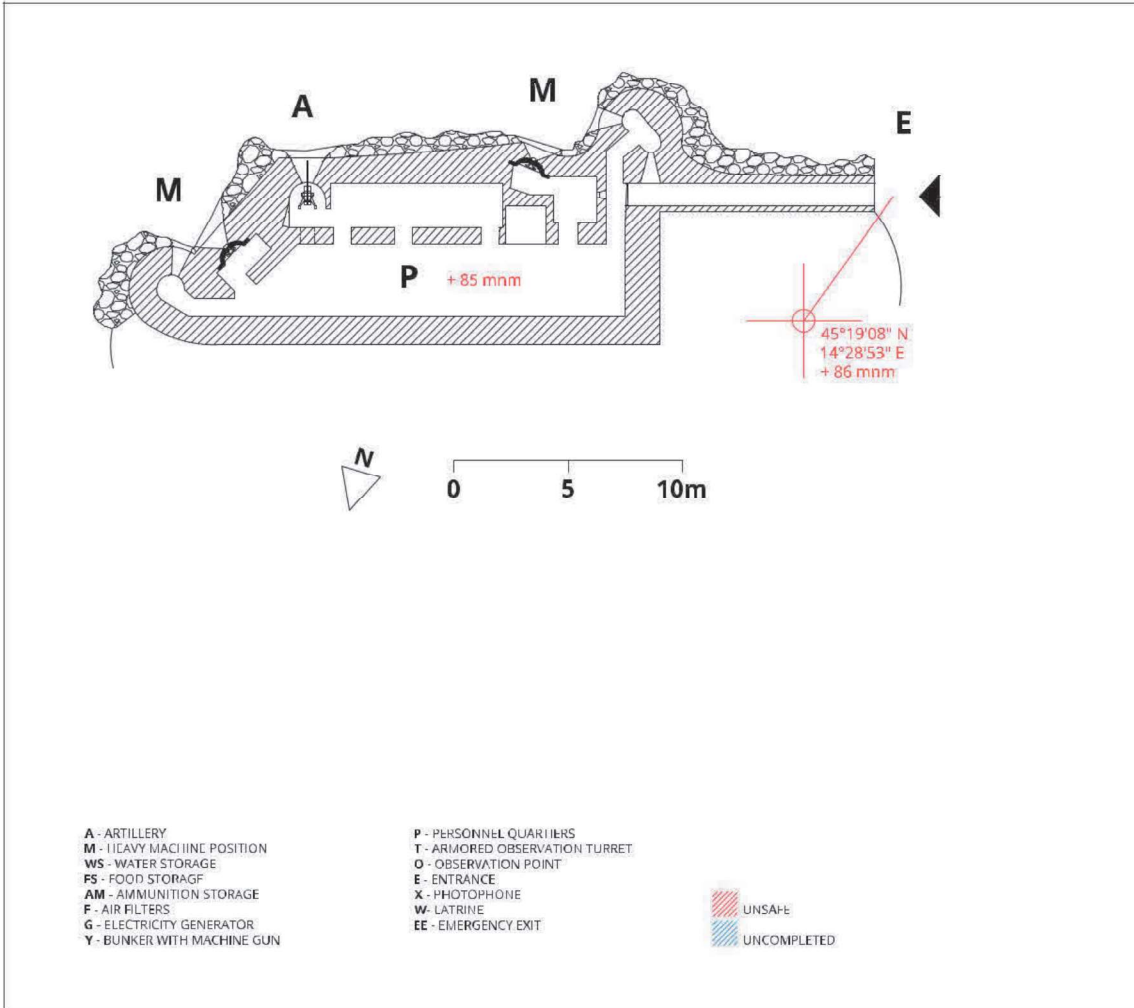 M
A
E
M
P
+ 85 mnm
45°19'08" N
14°28'53" E
+ 86 mnm
N
0 5 10m
A - ARTILLERY
M - HEAVY MACHINE POSITION
WS - WATER STORAGE
FS - FOOD STORAGE
AM - AMMUNITION STORAGE
F - AIR FILTERS
G - ELECTRICITY GENERATOR
Y - BUNKER WITH MACHINE GUN
P - PERSONNEL QUARTIERS
T - ARMORED OBSERVATION TURRET
O - OBSERVATION POINT
E - ENTRANCE
X - PHOTOPHONE
W- LATRINE
EE - EMERGENCY EXIT
UNSAFE
UNCOMPLETED